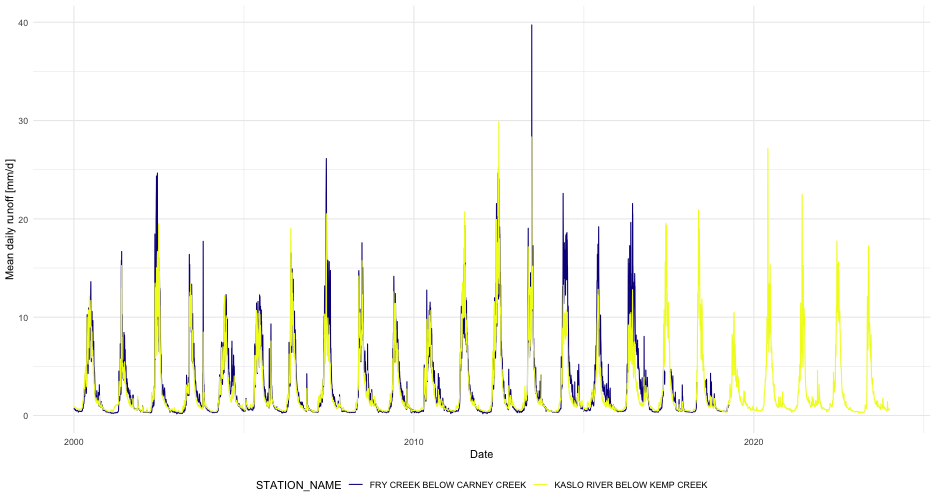 Mean daily runoff [mm/d]
40
30
20
10
0
2000 2010 2020
Date
STATION_NAME FRY CREEK BELOW CARNEY CREEK KASLO RIVER BELOW KEMP CREEK